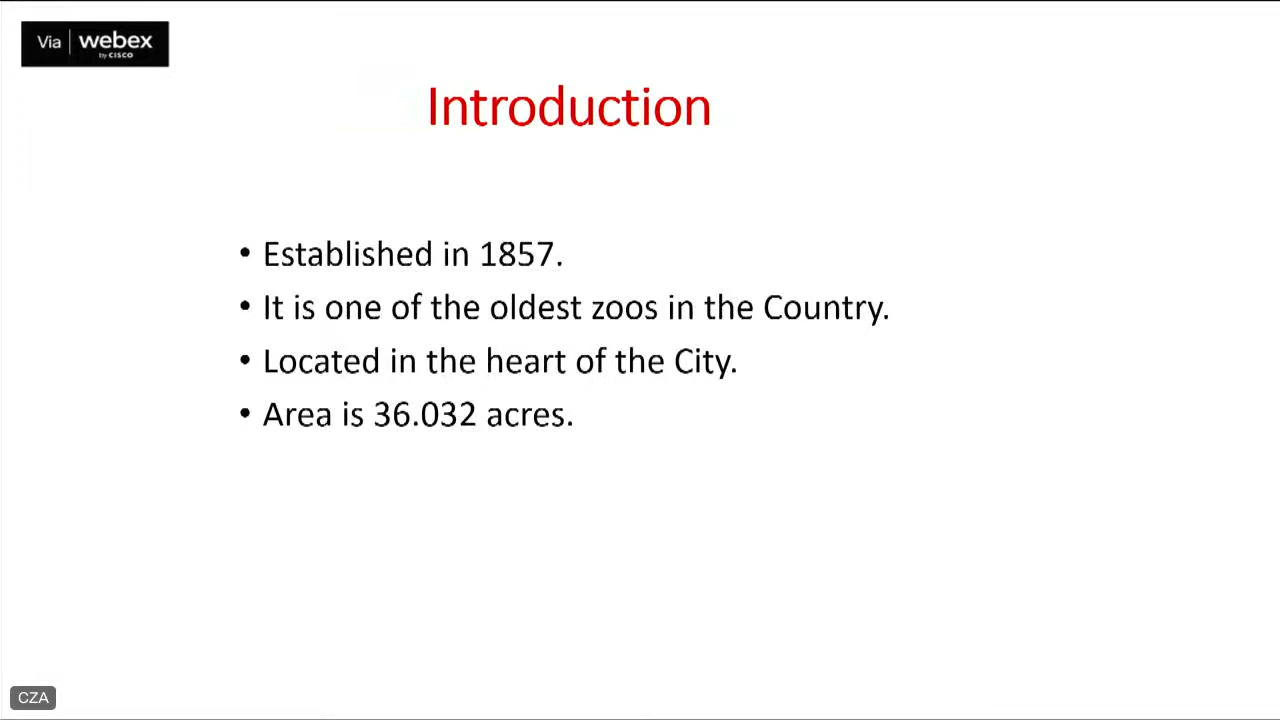 Via | webex
by CISCO
Introduction
• Established in 1857.
• It is one of the oldest zoos in the Country.
• Located in the heart of the City.
• Area is 36.032 acres.
CZA